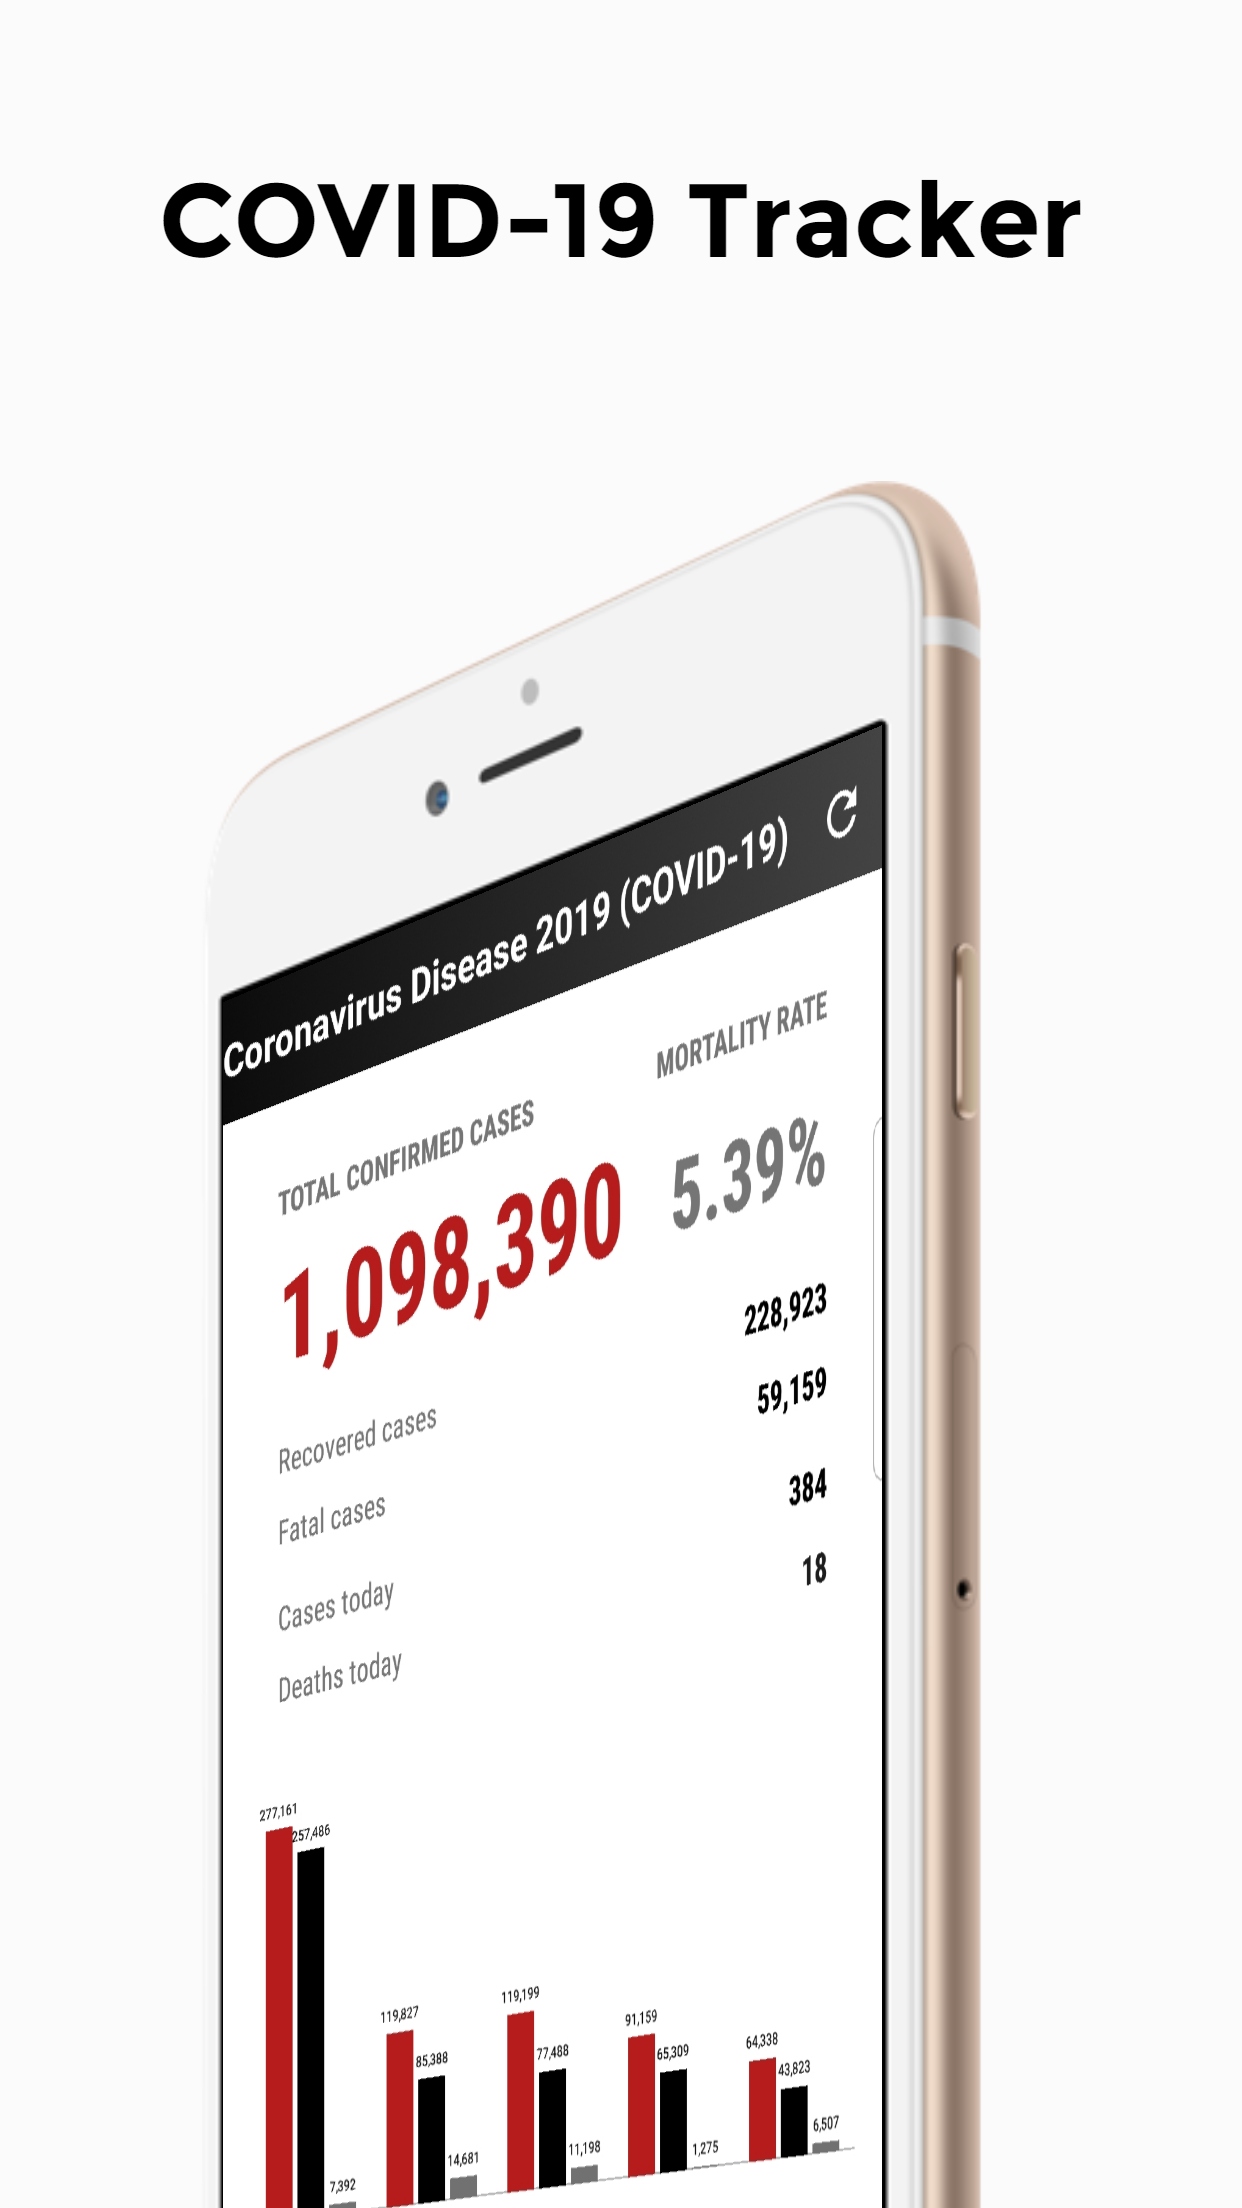 COVID-19 Tracker
Coronavirus Disease 2019 (COVID-19)
TOTAL CONFIRMED CASES
MORTALITY RATE
1,098,390
5.39%
Recovered cases
228,923
Fatal cases
59,159
Cases today
384
Deaths today
18
277,161
257,486
7,392
119,827
85,388
14,681
119,199
77,488
11,198
91,159
65,309
1,275
64,338
43,823
6,507